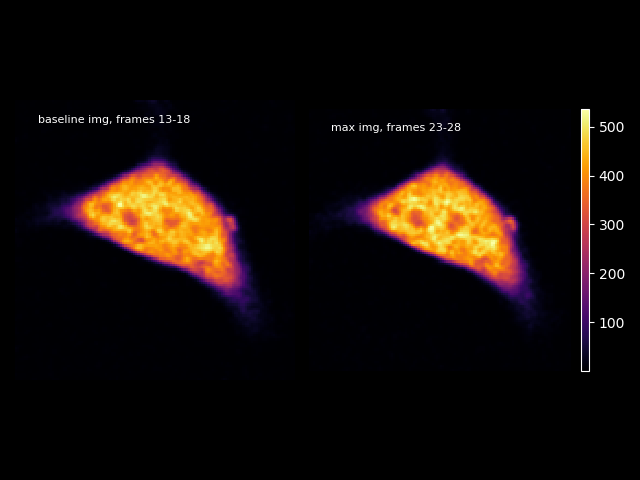 baseline img, frames 13-18
max img, frames 23-28
500
400
300
200
100